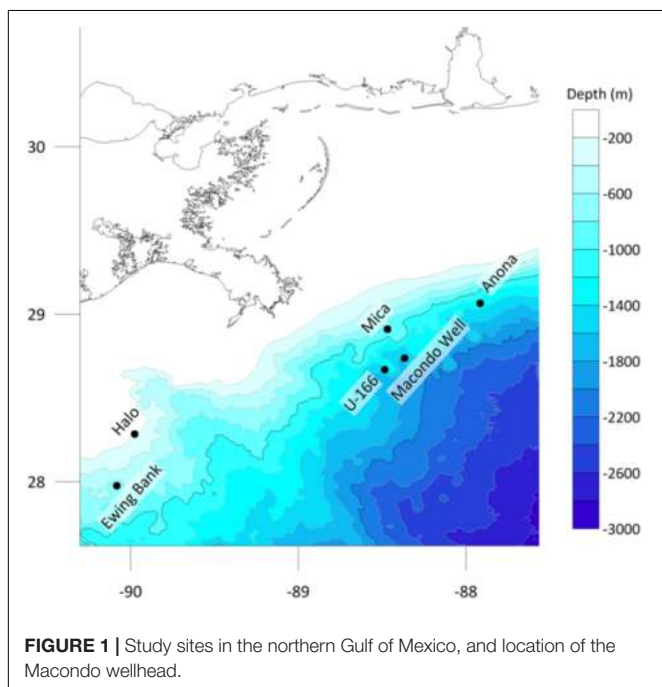 Depth (m)
30
29
28
-90
-89
-88
-200
-600
-1000
-1400
-1800
-2200
-2600
-3000
Anona
Mica
Macondo Well
U-166
Halo
Ewing Bank
FIGURE 1 | Study sites in the northern Gulf of Mexico, and location of the
Macondo wellhead.